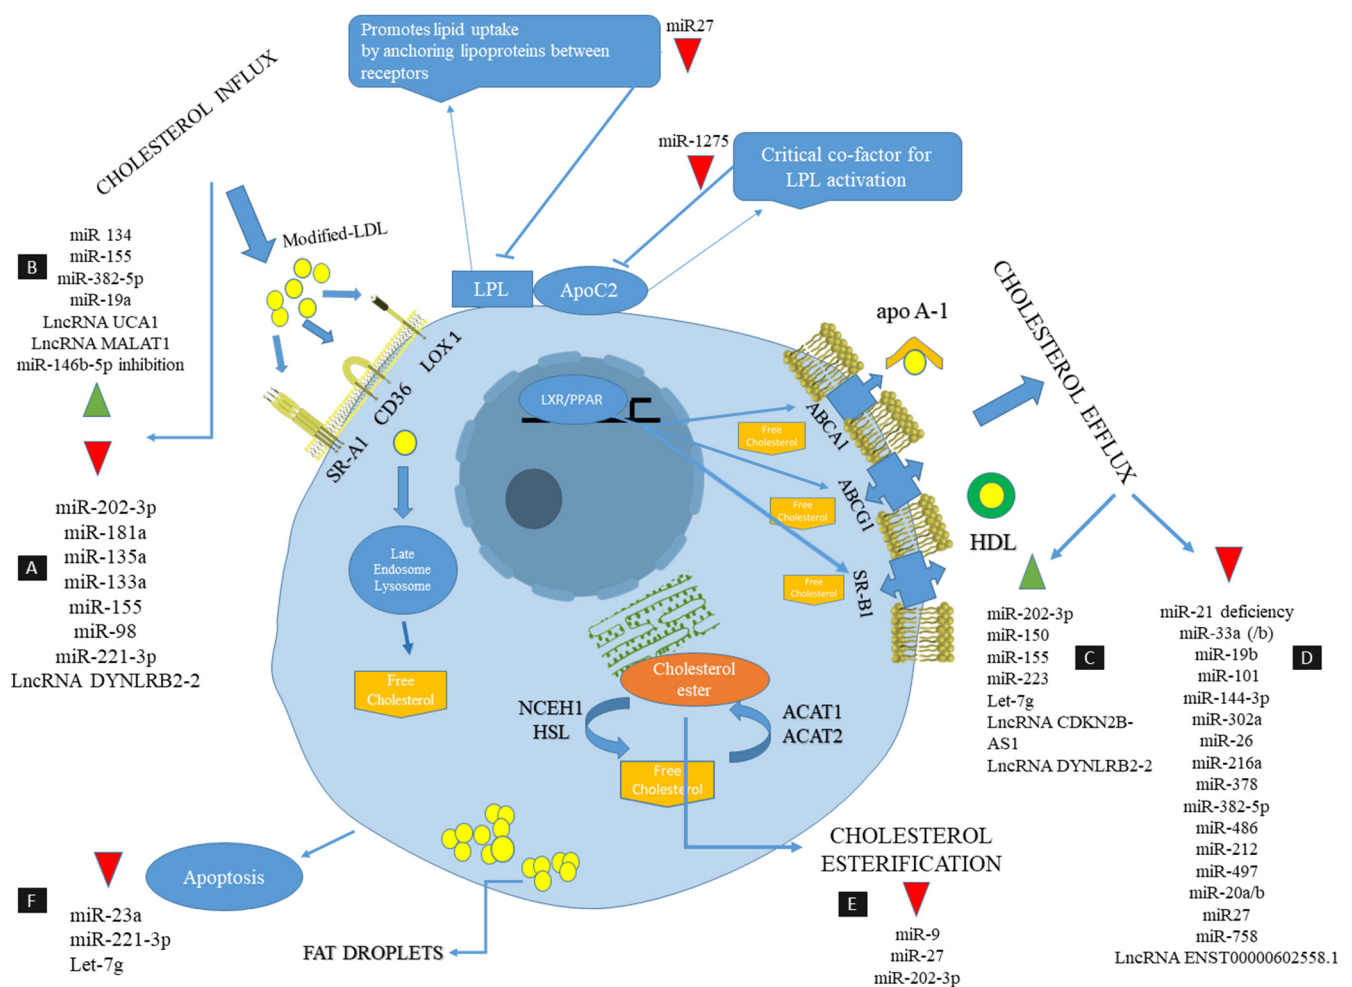 Promotes lipid uptake
by anchoring lipoproteins between
receptors
miR27
miR-1275
Critical co-factor for
LPL activation
CHOLESTEROL INFLUX
B
miR 134
miR-155
miR-382-5p
miR-19a
LncRNA UCA1
LncRNA MALAT1
miR-146b-5p inhibition
Modified-LDL
LPL
ApoC2
LOX 1
CD36
SR-A1
A
miR-202-3p
miR-181a
miR-135a
miR-133a
miR-155
miR-98
miR-221-3p
LncRNA DYNLRB2-2
LXR/PPAR
Late
Endosome
Lysosome
Free
Cholesterol
Free
Cholesterol
Free
Cholesterol
Free
Cholesterol
ABCA1
ABCG1
SR-B1
apo A-1
HDL
CHOLESTEROL EFFLUX
Cholesterol
ester
NCEH1
HSL
ACAT1
ACAT2
Free
Cholesterol
C
miR-202-3p
miR-150
miR-155
miR-223
Let-7g
LncRNA CDKN2B-
AS1
LncRNA DYNLRB2-2
D
miR-21 deficiency
miR-33a (/b)
miR-19b
miR-101
miR-144-3p
miR-302a
miR-26
miR-216a
miR-378
miR-382-5p
miR-486
miR-212
miR-497
miR-20a/b
miR27
miR-758
LncRNA ENST00000602558.1
CHOLESTEROL
ESTERIFICATION
E
miR-9
miR-27
miR-202-3p
Apoptosis
F
miR-23a
miR-221-3p
Let-7g
FAT DROPLETS